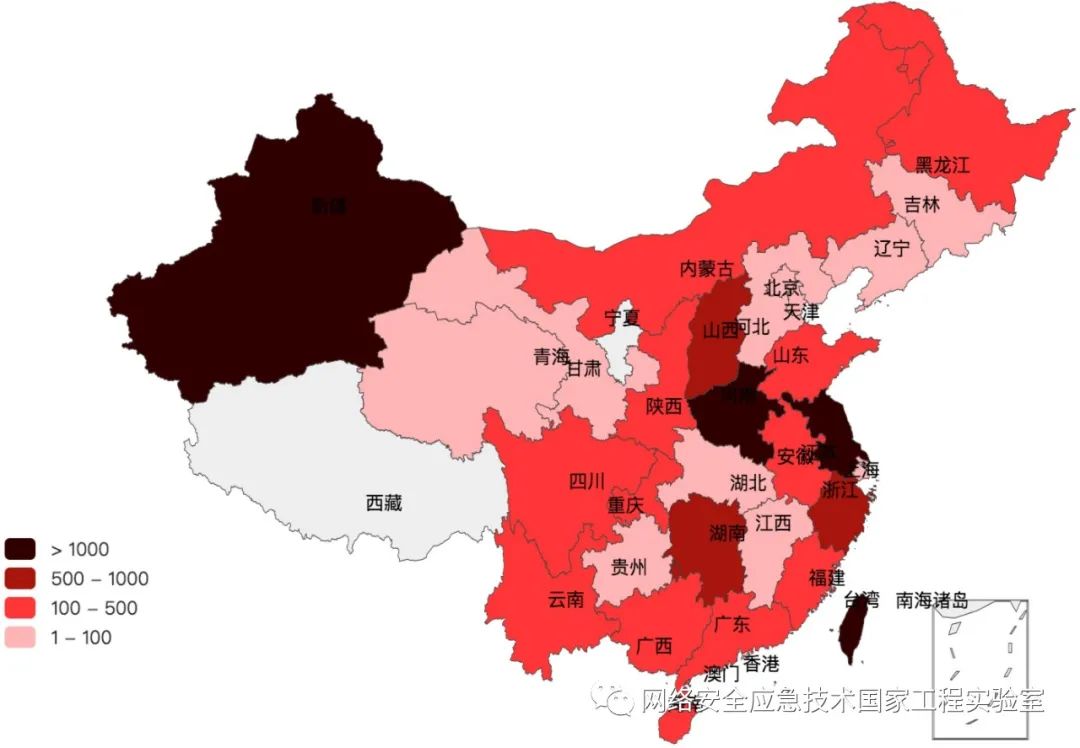 黑龙江
吉林
新疆
辽宁
内蒙古
北京
天津
宁夏
山西
河北
青海
甘肃
山东
河南
陕西
安徽
江苏
上海
四川
湖北
浙江
西藏
重庆
江西
湖南
> 1000
贵州
500 – 1000
福建
云南
台湾
南海诸岛
100 – 500
广东
1 – 100
广西
香港
澳门
海南
网络安全应急技术国家工程实验室